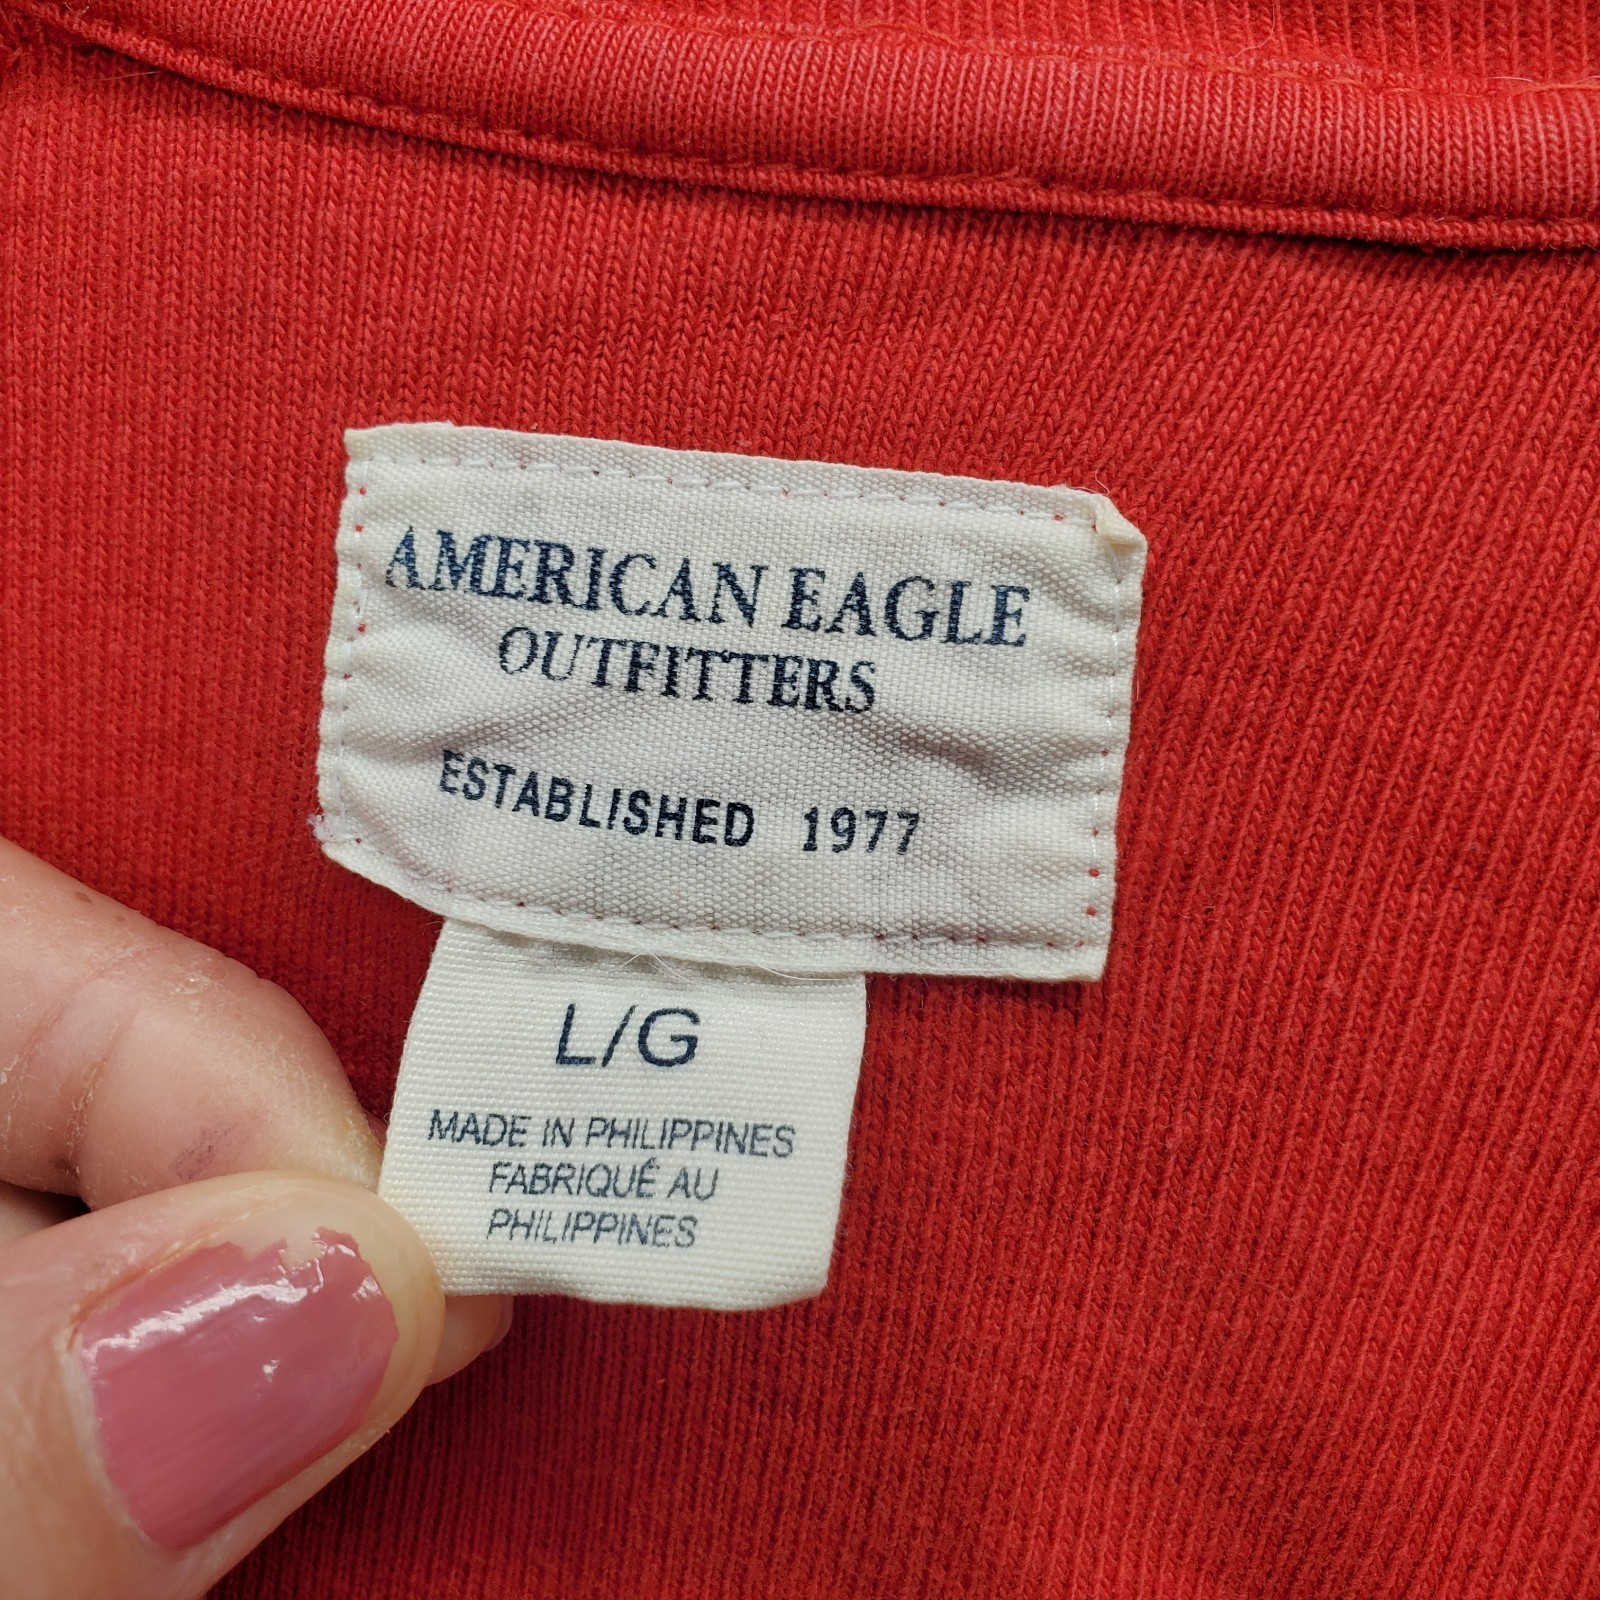 AMERICAN EAGLE
OUTFITTERS
ESTABLISHED 1977
L/G
MADE IN PHILIPPINES
FABRIQUÉ AU
PHILIPPINES